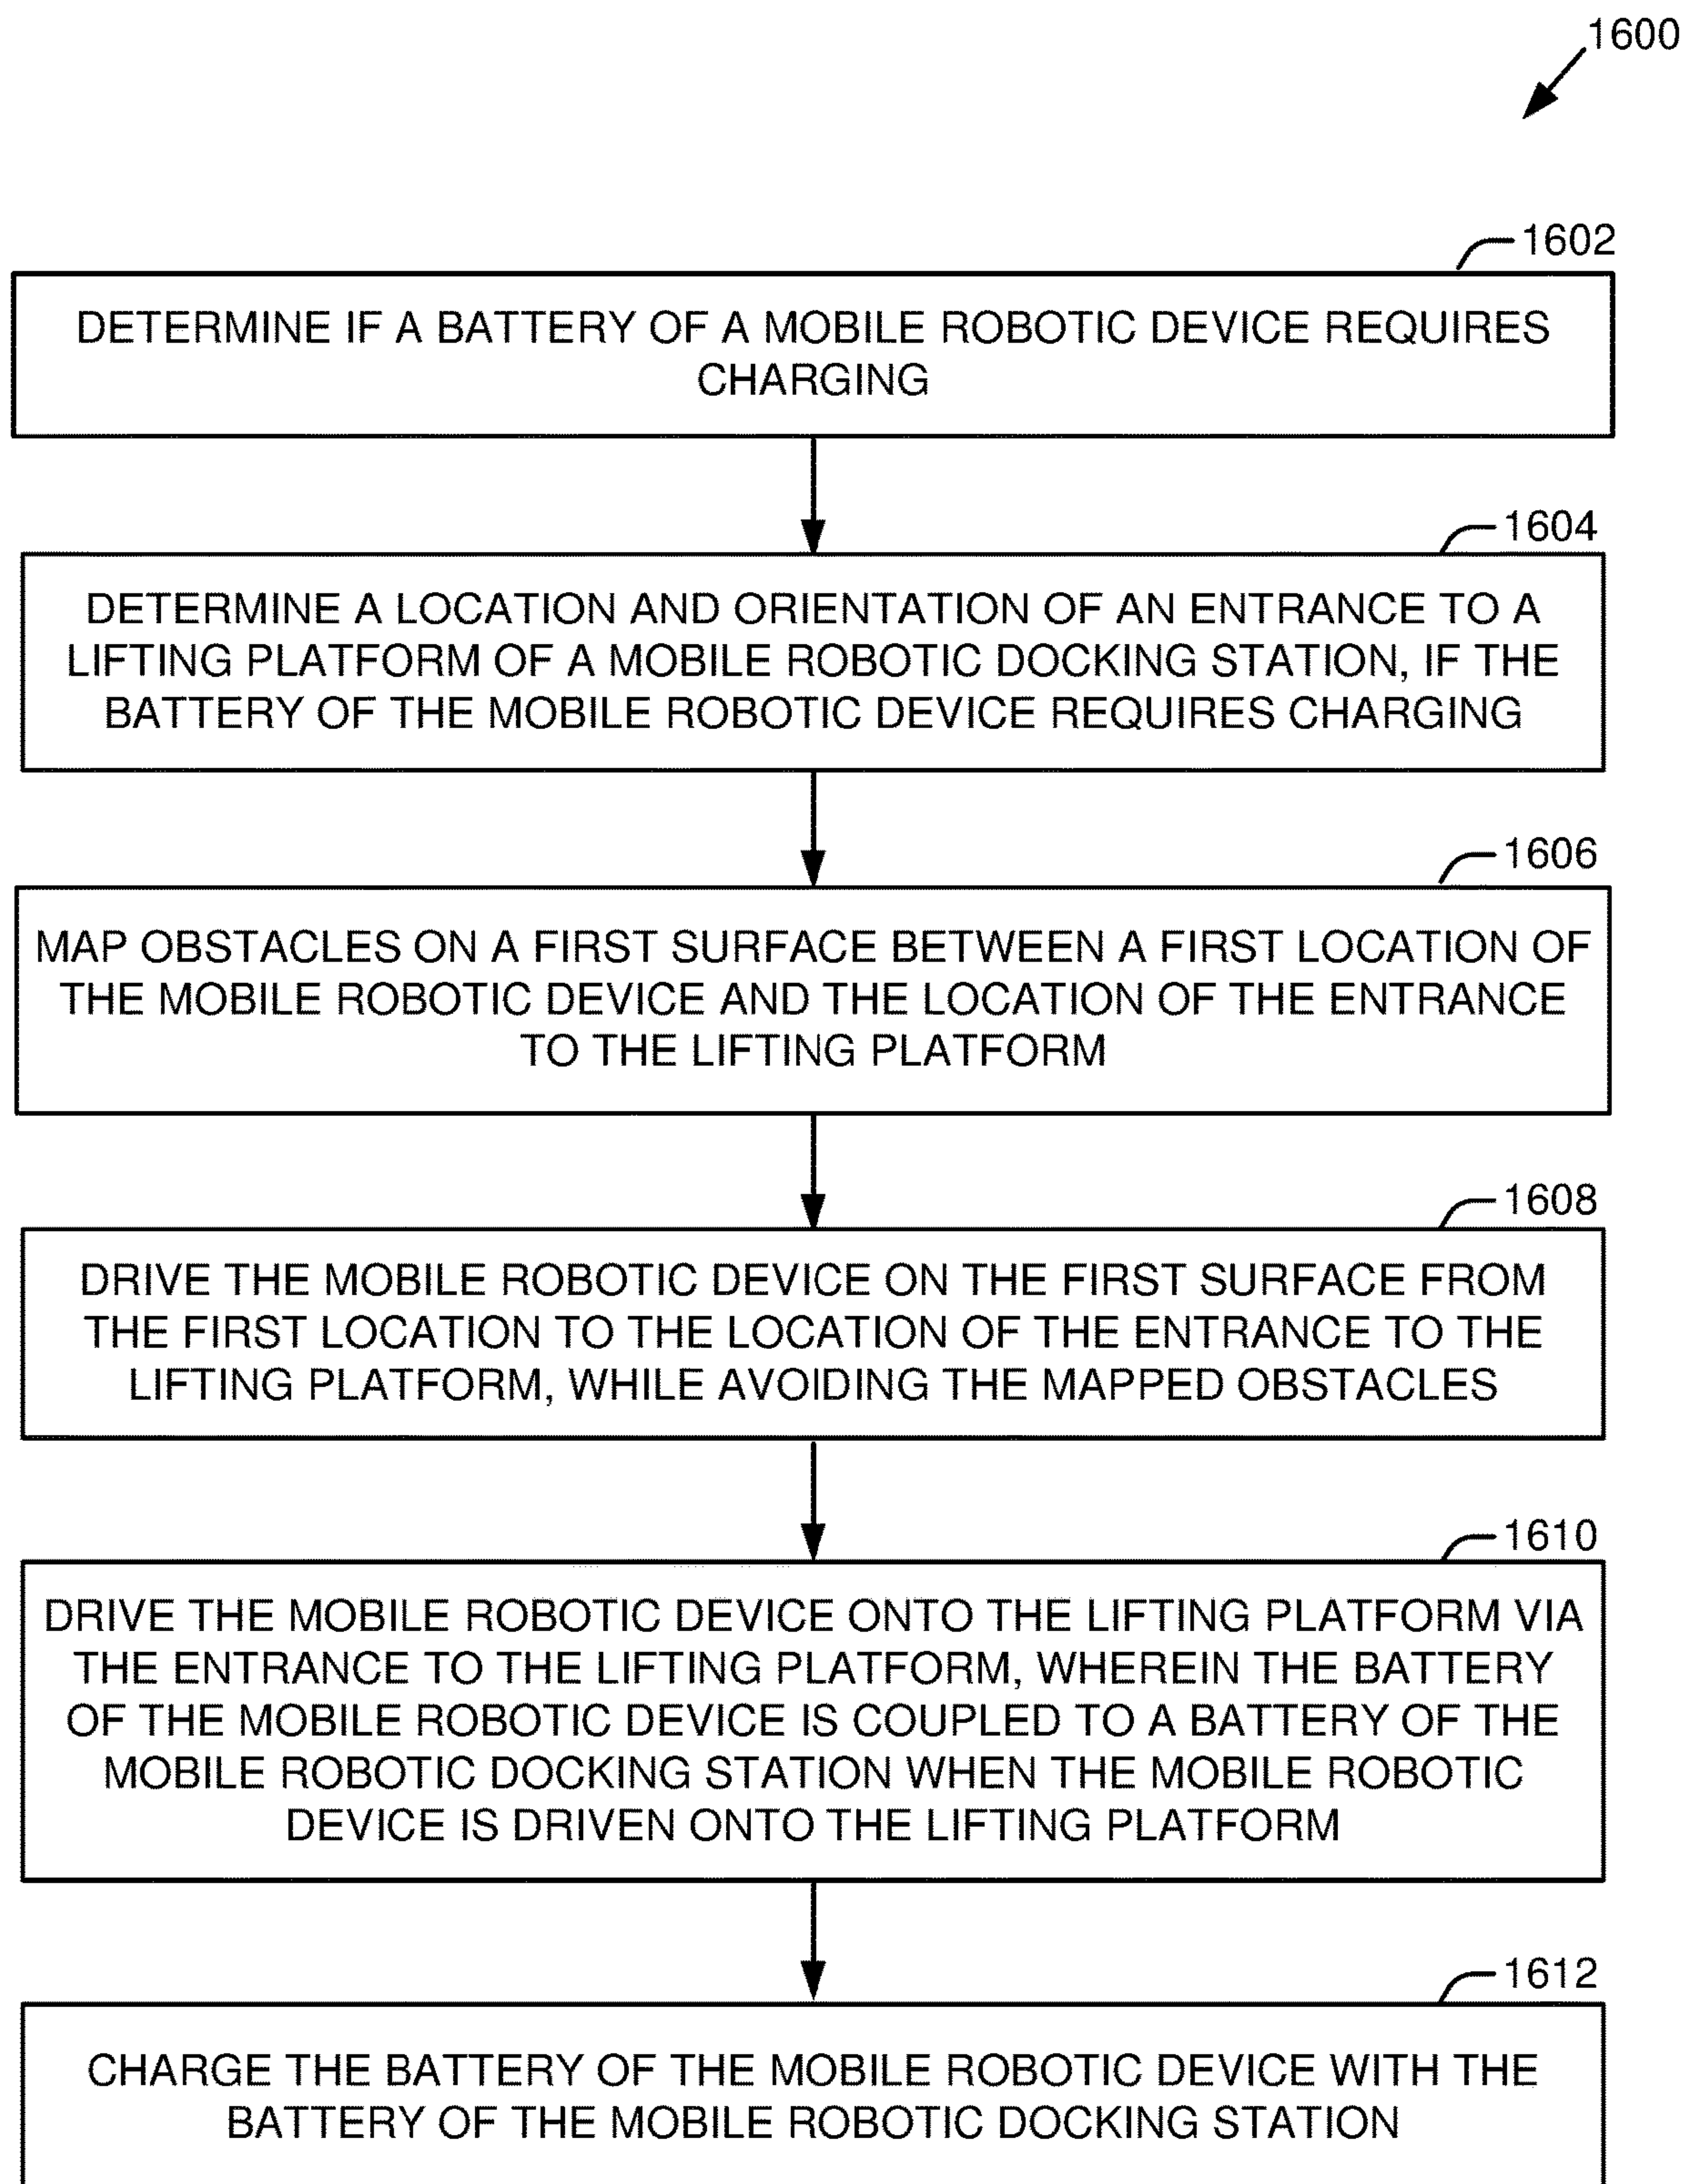 1600
1602
DETERMINE IF A BATTERY OF A MOBILE ROBOTIC DEVICE REQUIRES
CHARGING
1604
DETERMINE A LOCATION AND ORIENTATION OF AN ENTRANCE TO A
LIFTING PLATFORM OF A MOBILE ROBOTIC DOCKING STATION, IF THE
BATTERY OF THE MOBILE ROBOTIC DEVICE REQUIRES CHARGING
1606
MAP OBSTACLES ON A FIRST SURFACE BETWEEN A FIRST LOCATION OF
THE MOBILE ROBOTIC DEVICE AND THE LOCATION OF THE ENTRANCE
TO THE LIFTING PLATFORM
1608
DRIVE THE MOBILE ROBOTIC DEVICE ON THE FIRST SURFACE FROM
THE FIRST LOCATION TO THE LOCATION OF THE ENTRANCE TO THE
LIFTING PLATFORM, WHILE AVOIDING THE MAPPED OBSTACLES
1610
DRIVE THE MOBILE ROBOTIC DEVICE ONTO THE LIFTING PLATFORM VIA
THE ENTRANCE TO THE LIFTING PLATFORM, WHEREIN THE BATTERY
OF THE MOBILE ROBOTIC DEVICE IS COUPLED TO A BATTERY OF THE
MOBILE ROBOTIC DOCKING STATION WHEN THE MOBILE ROBOTIC
DEVICE IS DRIVEN ONTO THE LIFTING PLATFORM
1612
CHARGE THE BATTERY OF THE MOBILE ROBOTIC DEVICE WITH THE
BATTERY OF THE MOBILE ROBOTIC DOCKING STATION